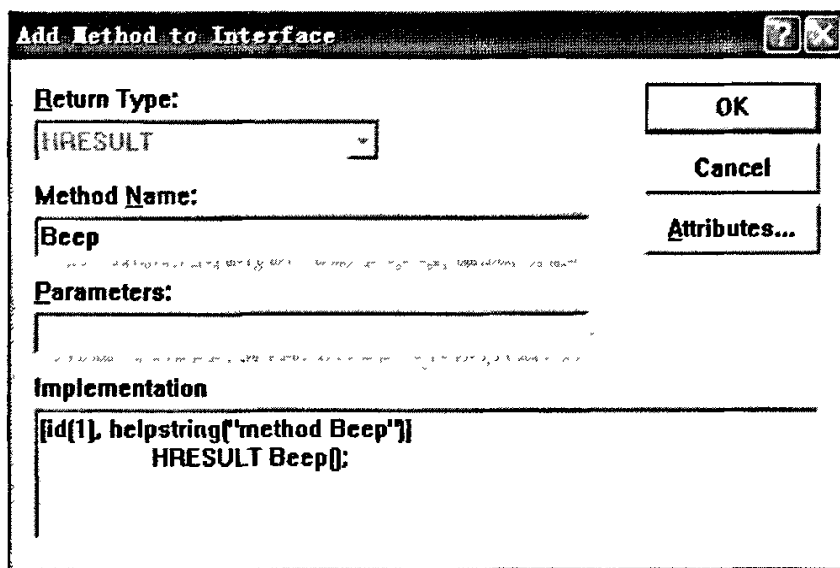 Add Method to Interface
Return Type:
HRESULT
OK
Cancel
Attributes...
Method Name:
Beep
Parameters:
Implementation
[id(1), helpstring("method Beep")]
HRESULT Beep();